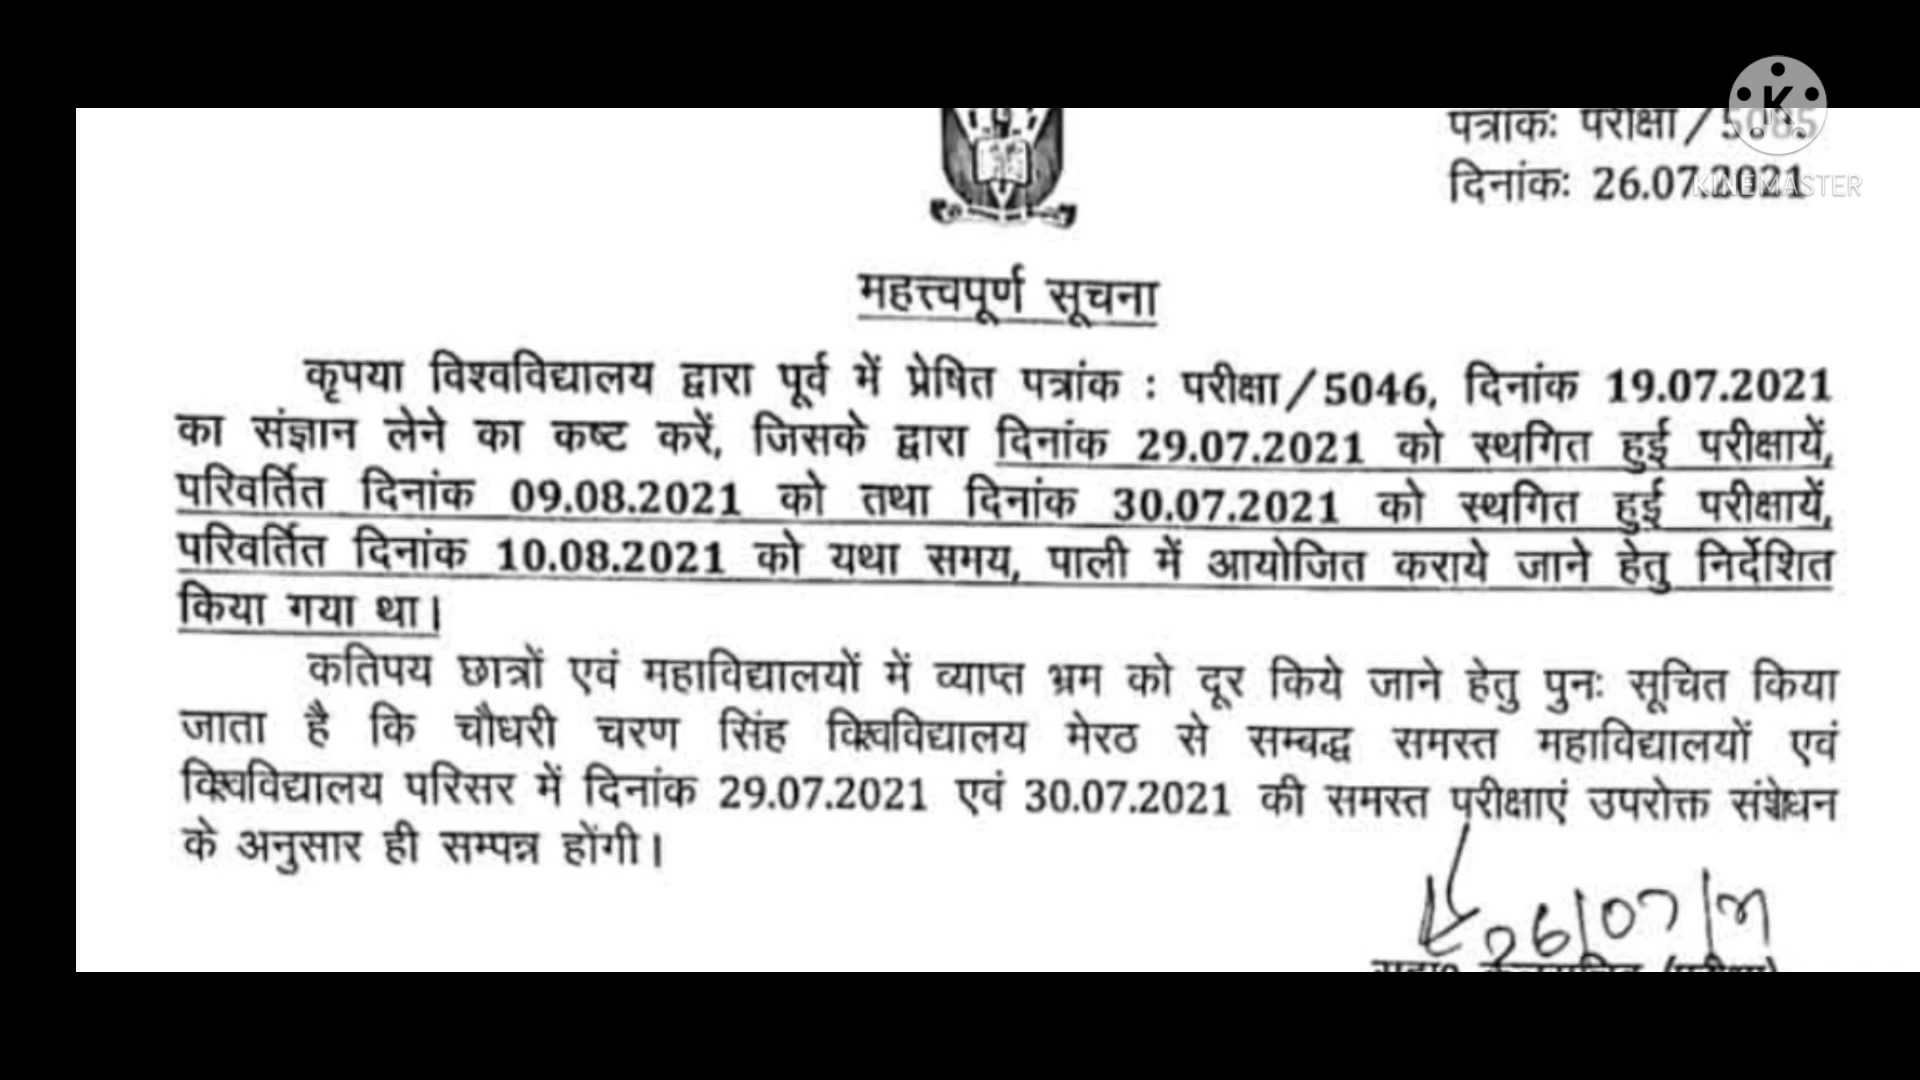 पत्रांकः परीक्षा/5085
दिनांकः 26.07.2021
KINEMASTER
महत्त्वपूर्ण सूचना
कृपया विश्वविद्यालय द्वारा पूर्व में प्रेषित पत्रांक : परीक्षा/5046, दिनांक 19.07.2021
का संज्ञान लेने का कष्ट करें, जिसके द्वारा दिनांक 29.07.2021 को स्थगित हुई परीक्षायें,
परिवर्तित दिनांक 09.08.2021 को तथा दिनांक 30.07.2021 को स्थगित हुई परीक्षायें,
परिवर्तित दिनांक 10.08.2021 को यथा समय, पाली में आयोजित कराये जाने हेतु निर्देशित
किया गया था।
कतिपय छात्रों एवं महाविद्यालयों में व्याप्त भ्रम को दूर किये जाने हेतु पुनः सूचित किया
जाता है कि चौधरी चरण सिंह विश्वविद्यालय मेरठ से सम्बद्ध समस्त महाविद्यालयों एवं
विश्वविद्यालय परिसर में दिनांक 29.07.2021 एवं 30.07.2021 की समस्त परीक्षाएं उपरोक्त संशोधन
के अनुसार ही सम्पन्न होंगी।
26/07/21